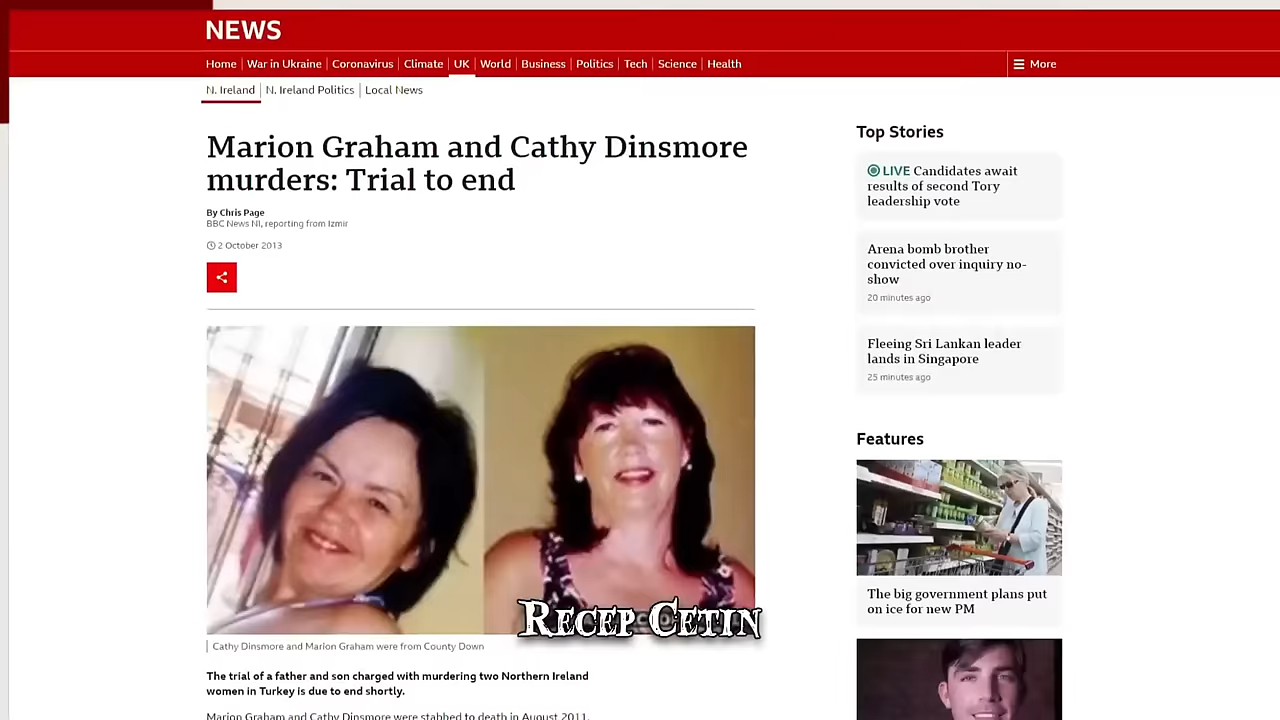 NEWS
Home War in Ukraine Coronavirus Climate UK World Business Politics Tech Science Health More
N. Ireland N. Ireland Politics Local News
Marion Graham and Cathy Dinsmore
murders: Trial to end
By Chris Page
BBC News NI, reporting from Izmir
2 October 2013
RECEP CETIN
Cathy Dinsmore and Marion Graham were from County Down
The trial of a father and son charged with murdering two Northern Ireland
women in Turkey is due to end shortly.
Marion Graham and Cathy Dinsmore were stabbed to death in August 2011.
Top Stories
LIVE Candidates await
results of second Tory
leadership vote
Arena bomb brother
convicted over inquiry no-
show
20 minutes ago
Fleeing Sri Lankan leader
lands in Singapore
25 minutes ago
Features
The big government plans put
on ice for new PM